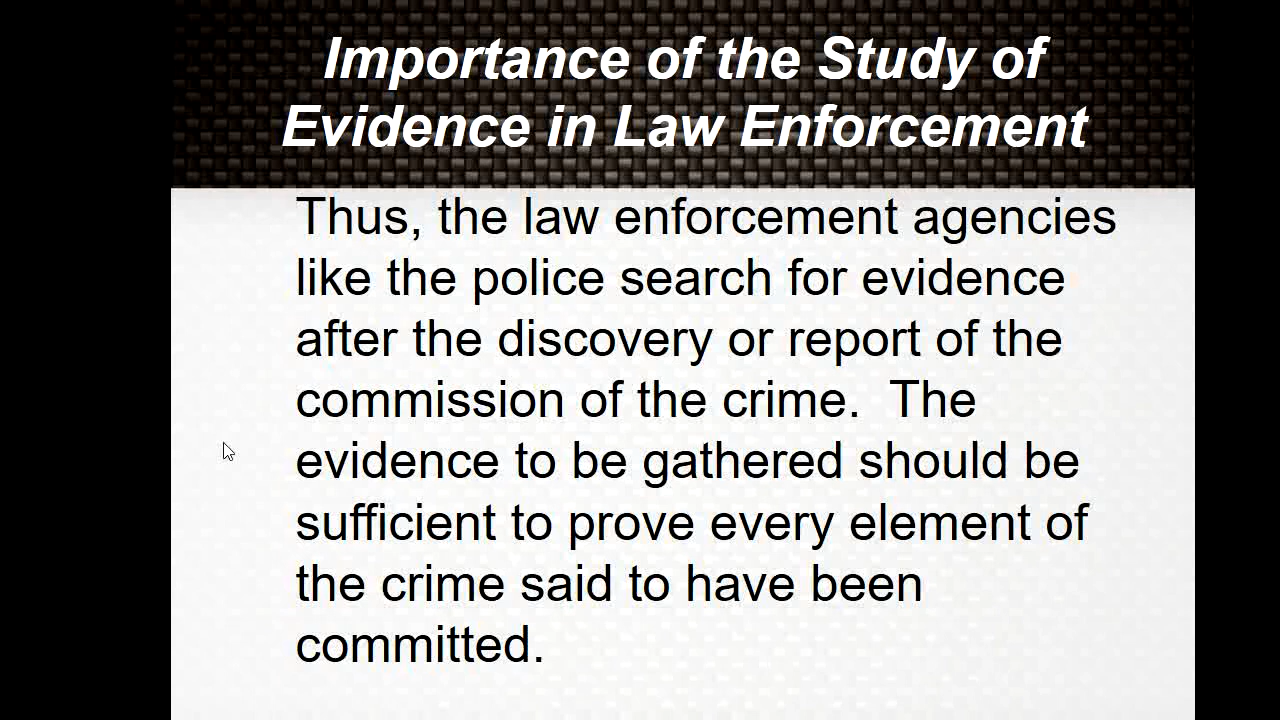 Importance of the Study of
Evidence in Law Enforcement
Thus, the law enforcement agencies
like the police search for evidence
after the discovery or report of the
commission of the crime.  The
evidence to be gathered should be
sufficient to prove every element of
the crime said to have been
committed.